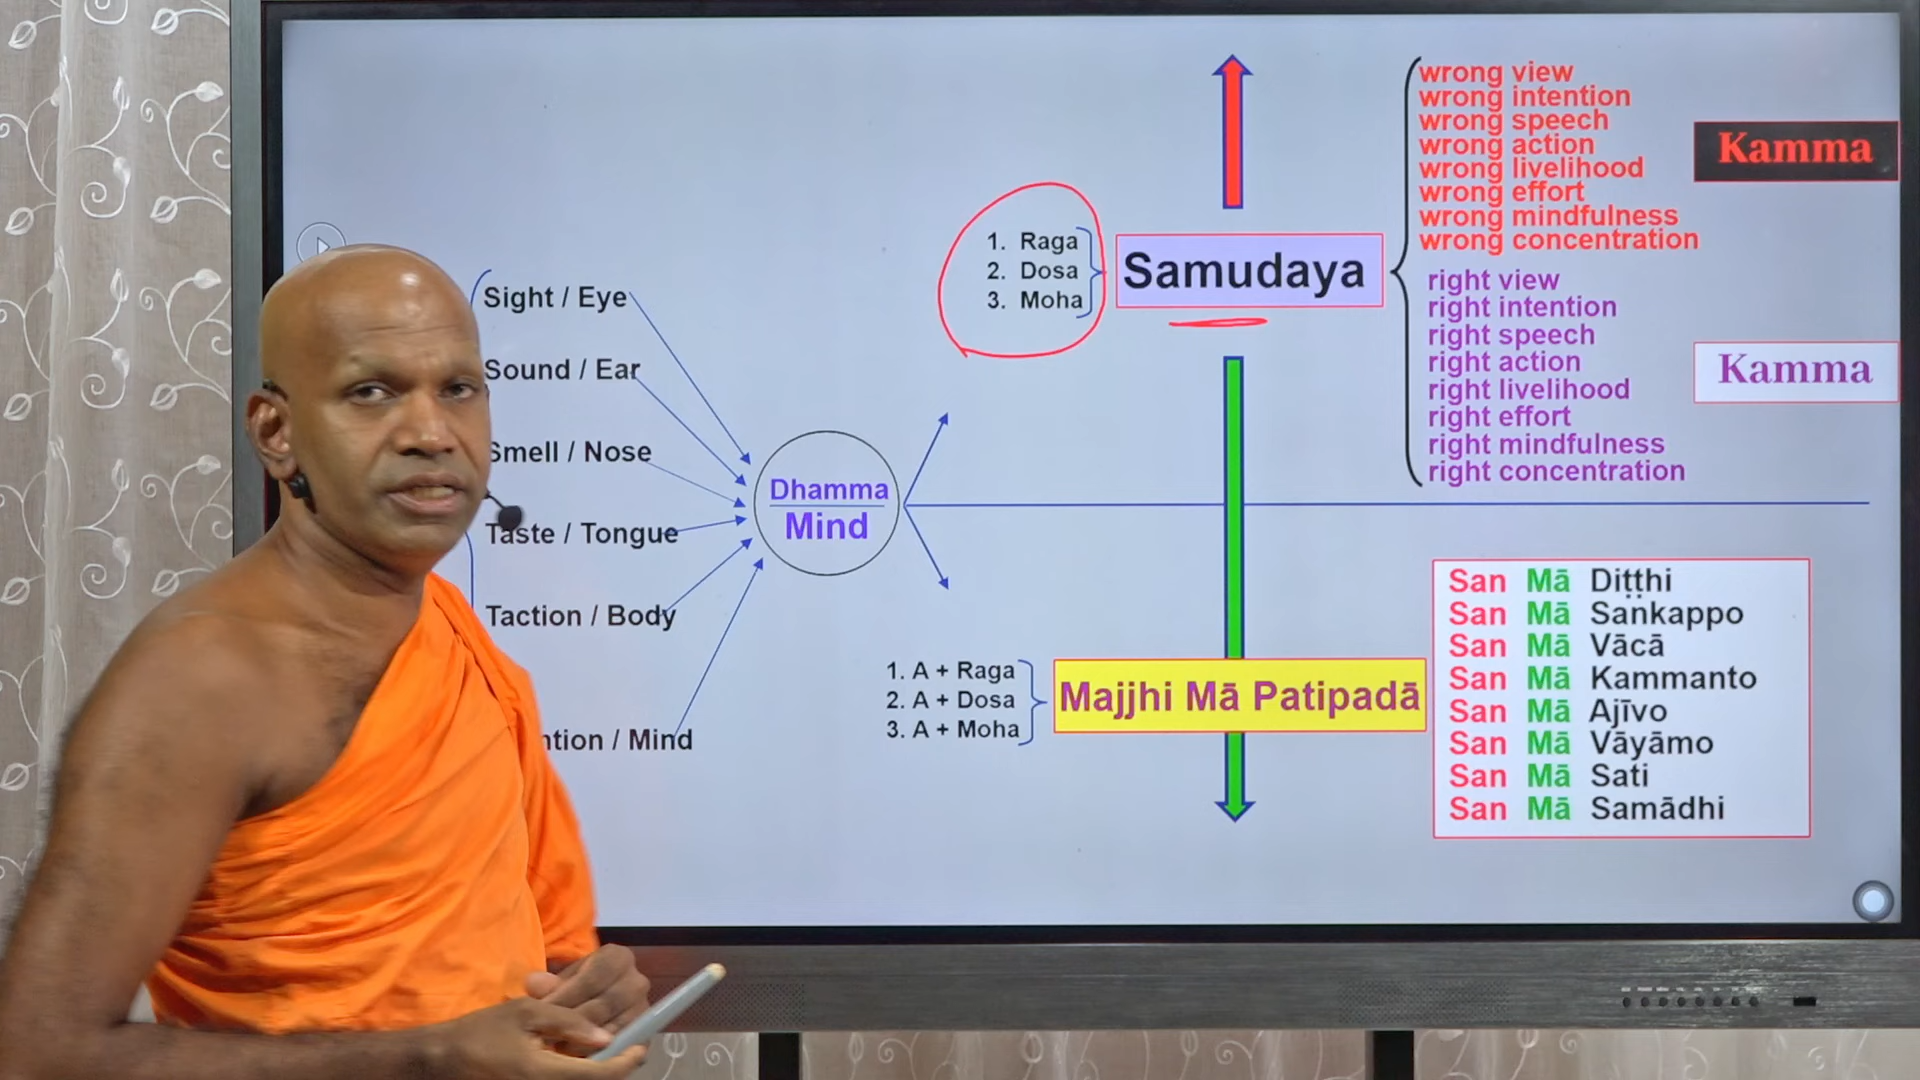 Sight / Eye
Sound / Ear
Smell / Nose
Taste / Tongue
Taction / Body
ntion / Mind
Dhamma
Mind
1. Raga
2. Dosa
3. Moha
Samudaya
wrong view
wrong intention
wrong speech
wrong action
wrong livelihood
wrong effort
wrong mindfulness
wrong concentration
Kamma
right view
right intention
right speech
right action
right livelihood
right effort
right mindfulness
right concentration
Kamma
1. A + Raga
2. A + Dosa
3. A + Moha
Majjhi Mā Patipadā
San Mā Diṭṭhi
San Mā Saṅkappo
San Mā Vācā
San Mā Kammanto
San Mā Ajīvo
San Mā Vāyāmo
San Mā Sati
San Mā Samādhi